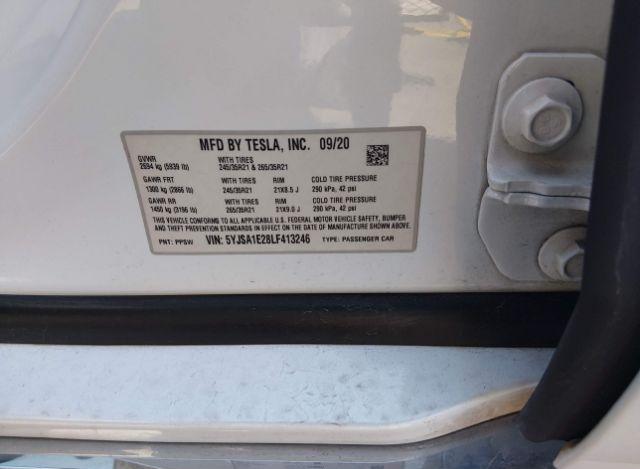 MFD BY TESLA, INC. 09/20
GVWR WITH TIRES
2694 kg (5939 lb) 245/35R21 & 265/35R21
GAWR FRT WITH TIRES RIM COLD TIRE PRESSURE
1300 kg (2866 lb) 245/35R21 21X8.5 J 290 kPa, 42 psi
GAWR RR WITH TIRES RIM COLD TIRE PRESSURE
1450 kg (3196 lb) 265/35R21 21X9.0 J 290 kPa, 42 psi
THIS VEHICLE CONFORMS TO ALL APPLICABLE U.S. FEDERAL MOTOR VEHICLE SAFETY, BUMPER
AND THEFT PREVENTION STANDARDS IN EFFECT ON THE DATE OF MANUFACTURE SHOWN ABOVE.
PNT: PPSW VIN: 5YJSA1E28LF413246 TYPE: PASSENGER CAR